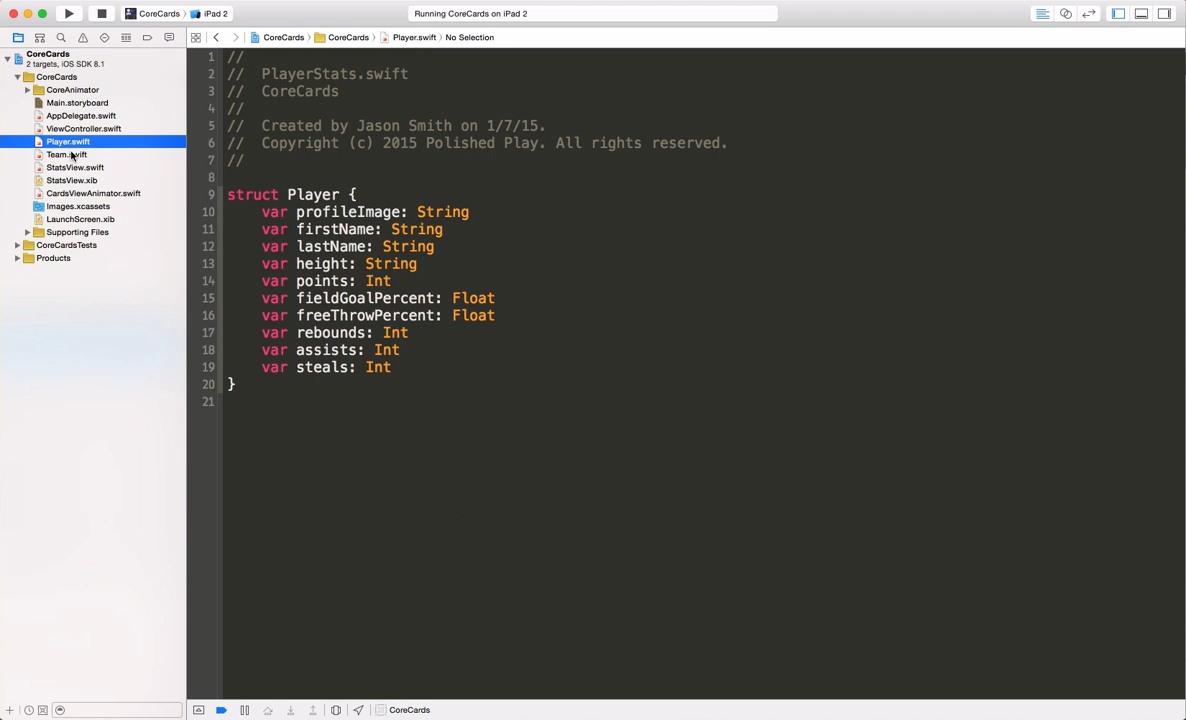 CoreCards iPad 2 Running CoreCards on iPad 2
CoreCards CoreCards Player.swift No Selection
CoreCards
2 targets, iOS SDK 8.1
CoreCards
CoreAnimator
Main.storyboard
AppDelegate.swift
ViewController.swift
Player.swift
Team.swift
StatsView.swift
StatsView.xib
CardsViewAnimator.swift
Images.xcassets
LaunchScreen.xib
Supporting Files
CoreCardsTests
Products
1 //
2 // PlayerStats.swift
3 // CoreCards
4 //
5 // Created by Jason Smith on 1/7/15.
6 // Copyright (c) 2015 Polished Play. All rights reserved.
7 //
8
9 struct Player {
10 var profileImage: String
11 var firstName: String
12 var lastName: String
13 var height: String
14 var points: Int
15 var fieldGoalPercent: Float
16 var freeThrowPercent: Float
17 var rebounds: Int
18 var assists: Int
19 var steals: Int
20 }
21
CoreCards